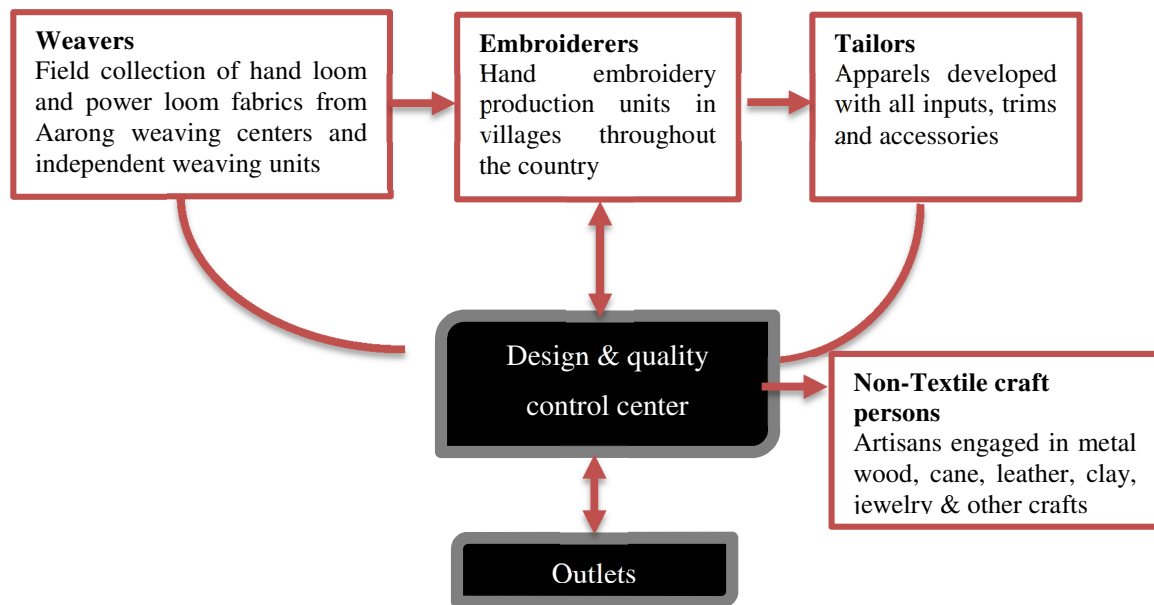 Weavers
Field collection of hand loom
and power loom fabrics from
Aarong weaving centers and
independent weaving units
Embroiderers
Hand embroidery
production units in
villages throughout
the country
Tailors
Apparels developed
with all inputs, trims
and accessories
Design & quality
control center
Non-Textile craft
persons
Artisans engaged in metal
wood, cane, leather, clay,
jewelry & other crafts
Outlets